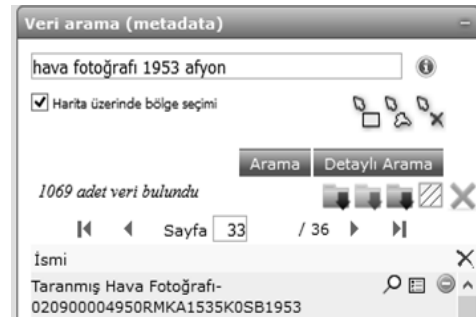 Veri arama (metadata)
hava fotoğrafı 1953 afyon
Harita üzerinde bölge seçimi
Arama Detaylı Arama
1069 adet veri bulundu
Sayfa 33 / 36
İsmi
Taranmış Hava Fotoğrafı-
020900004950RMKA1535K0SB1953